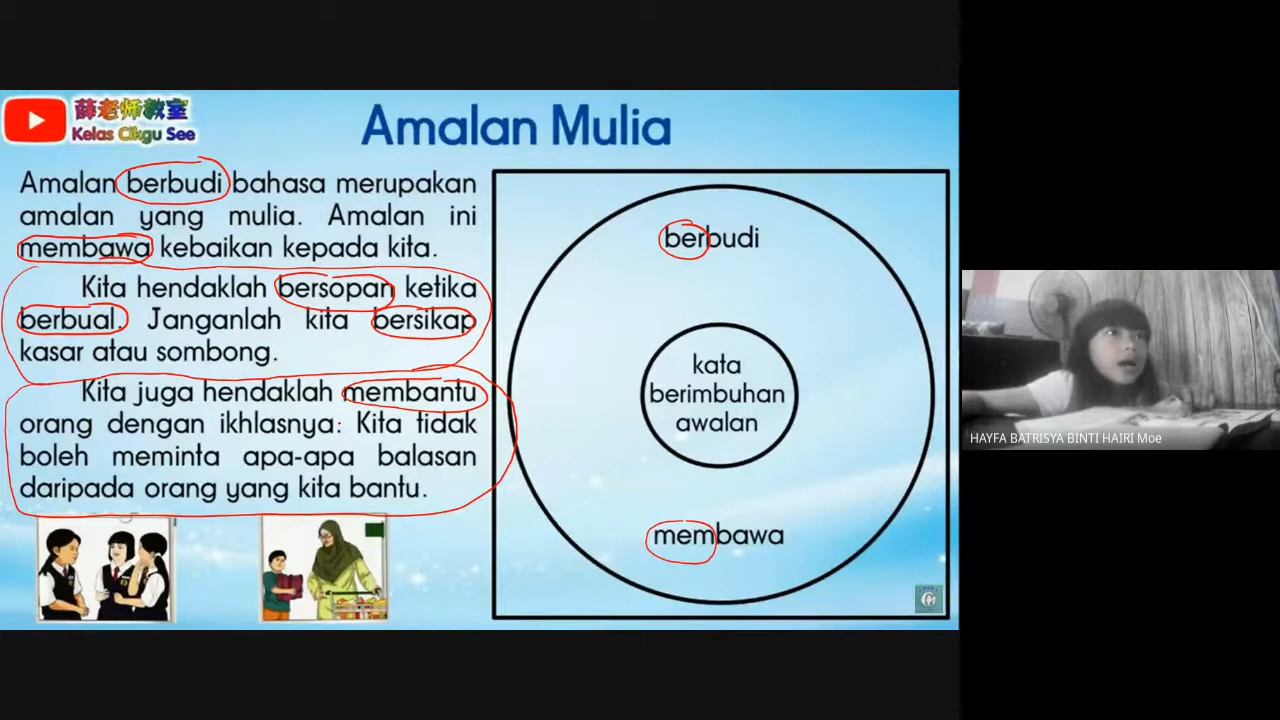 薛老师教室
Kelas Cikgu See
Amalan Mulia
Amalan berbudi bahasa merupakan
amalan yang mulia. Amalan ini
membawa kebaikan kepada kita.
Kita hendaklah bersopan ketika
berbual. Janganlah kita bersikap
kasar atau sombong.
Kita juga hendaklah membantu
orang dengan ikhlasnya. Kita tidak
boleh meminta apa-apa balasan
daripada orang yang kita bantu.
berbudi
kata
berimbuhan
awalan
membawa
HAYFA BATRISYA BINTI HAIRI Moe